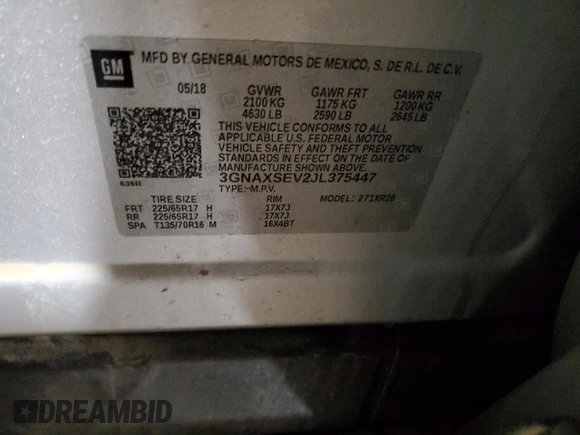 GM
MFD BY GENERAL MOTORS DE MEXICO, S. DE R.L. DE C.V.
05/18 GVWR GAWR FRT GAWR RR
2100 KG 1175 KG 1200 KG
4630 LB 2590 LB 2645 LB
THIS VEHICLE CONFORMS TO ALL
APPLICABLE U.S. FEDERAL MOTOR
VEHICLE SAFETY AND THEFT PREVENTION
STANDARDS IN EFFECT ON THE DATE OF
MANUFACTURE SHOWN ABOVE.
636R
3GNAXSEV2JL375447
TYPE: M.P.V. MODEL: 271XR26
TIRE SIZE RIM
FRT 225/65R17 H 17X7J
RR 225/65R17 H 17X7J
SPA T135/70R16 M 16X4BT
DREAMBID